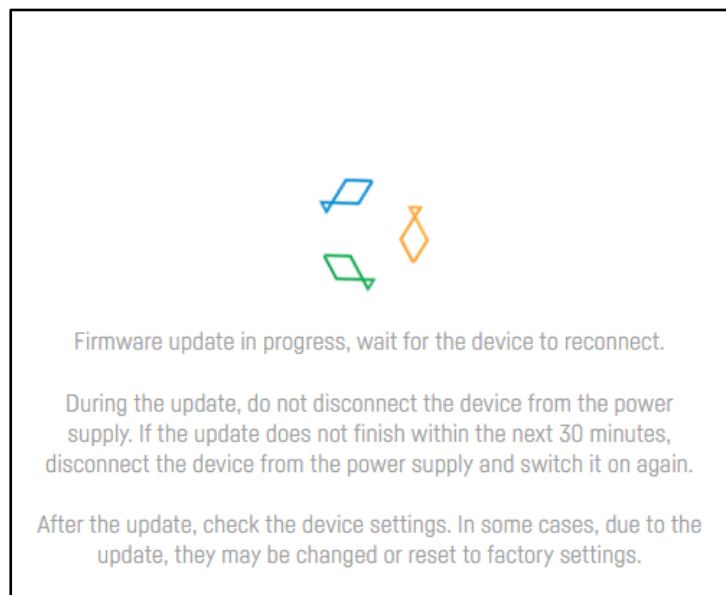 Firmware update in progress, wait for the device to reconnect.
During the update, do not disconnect the device from the power
supply. If the update does not finish within the next 30 minutes,
disconnect the device from the power supply and switch it on again.
After the update, check the device settings. In some cases, due to the
update, they may be changed or reset to factory settings.